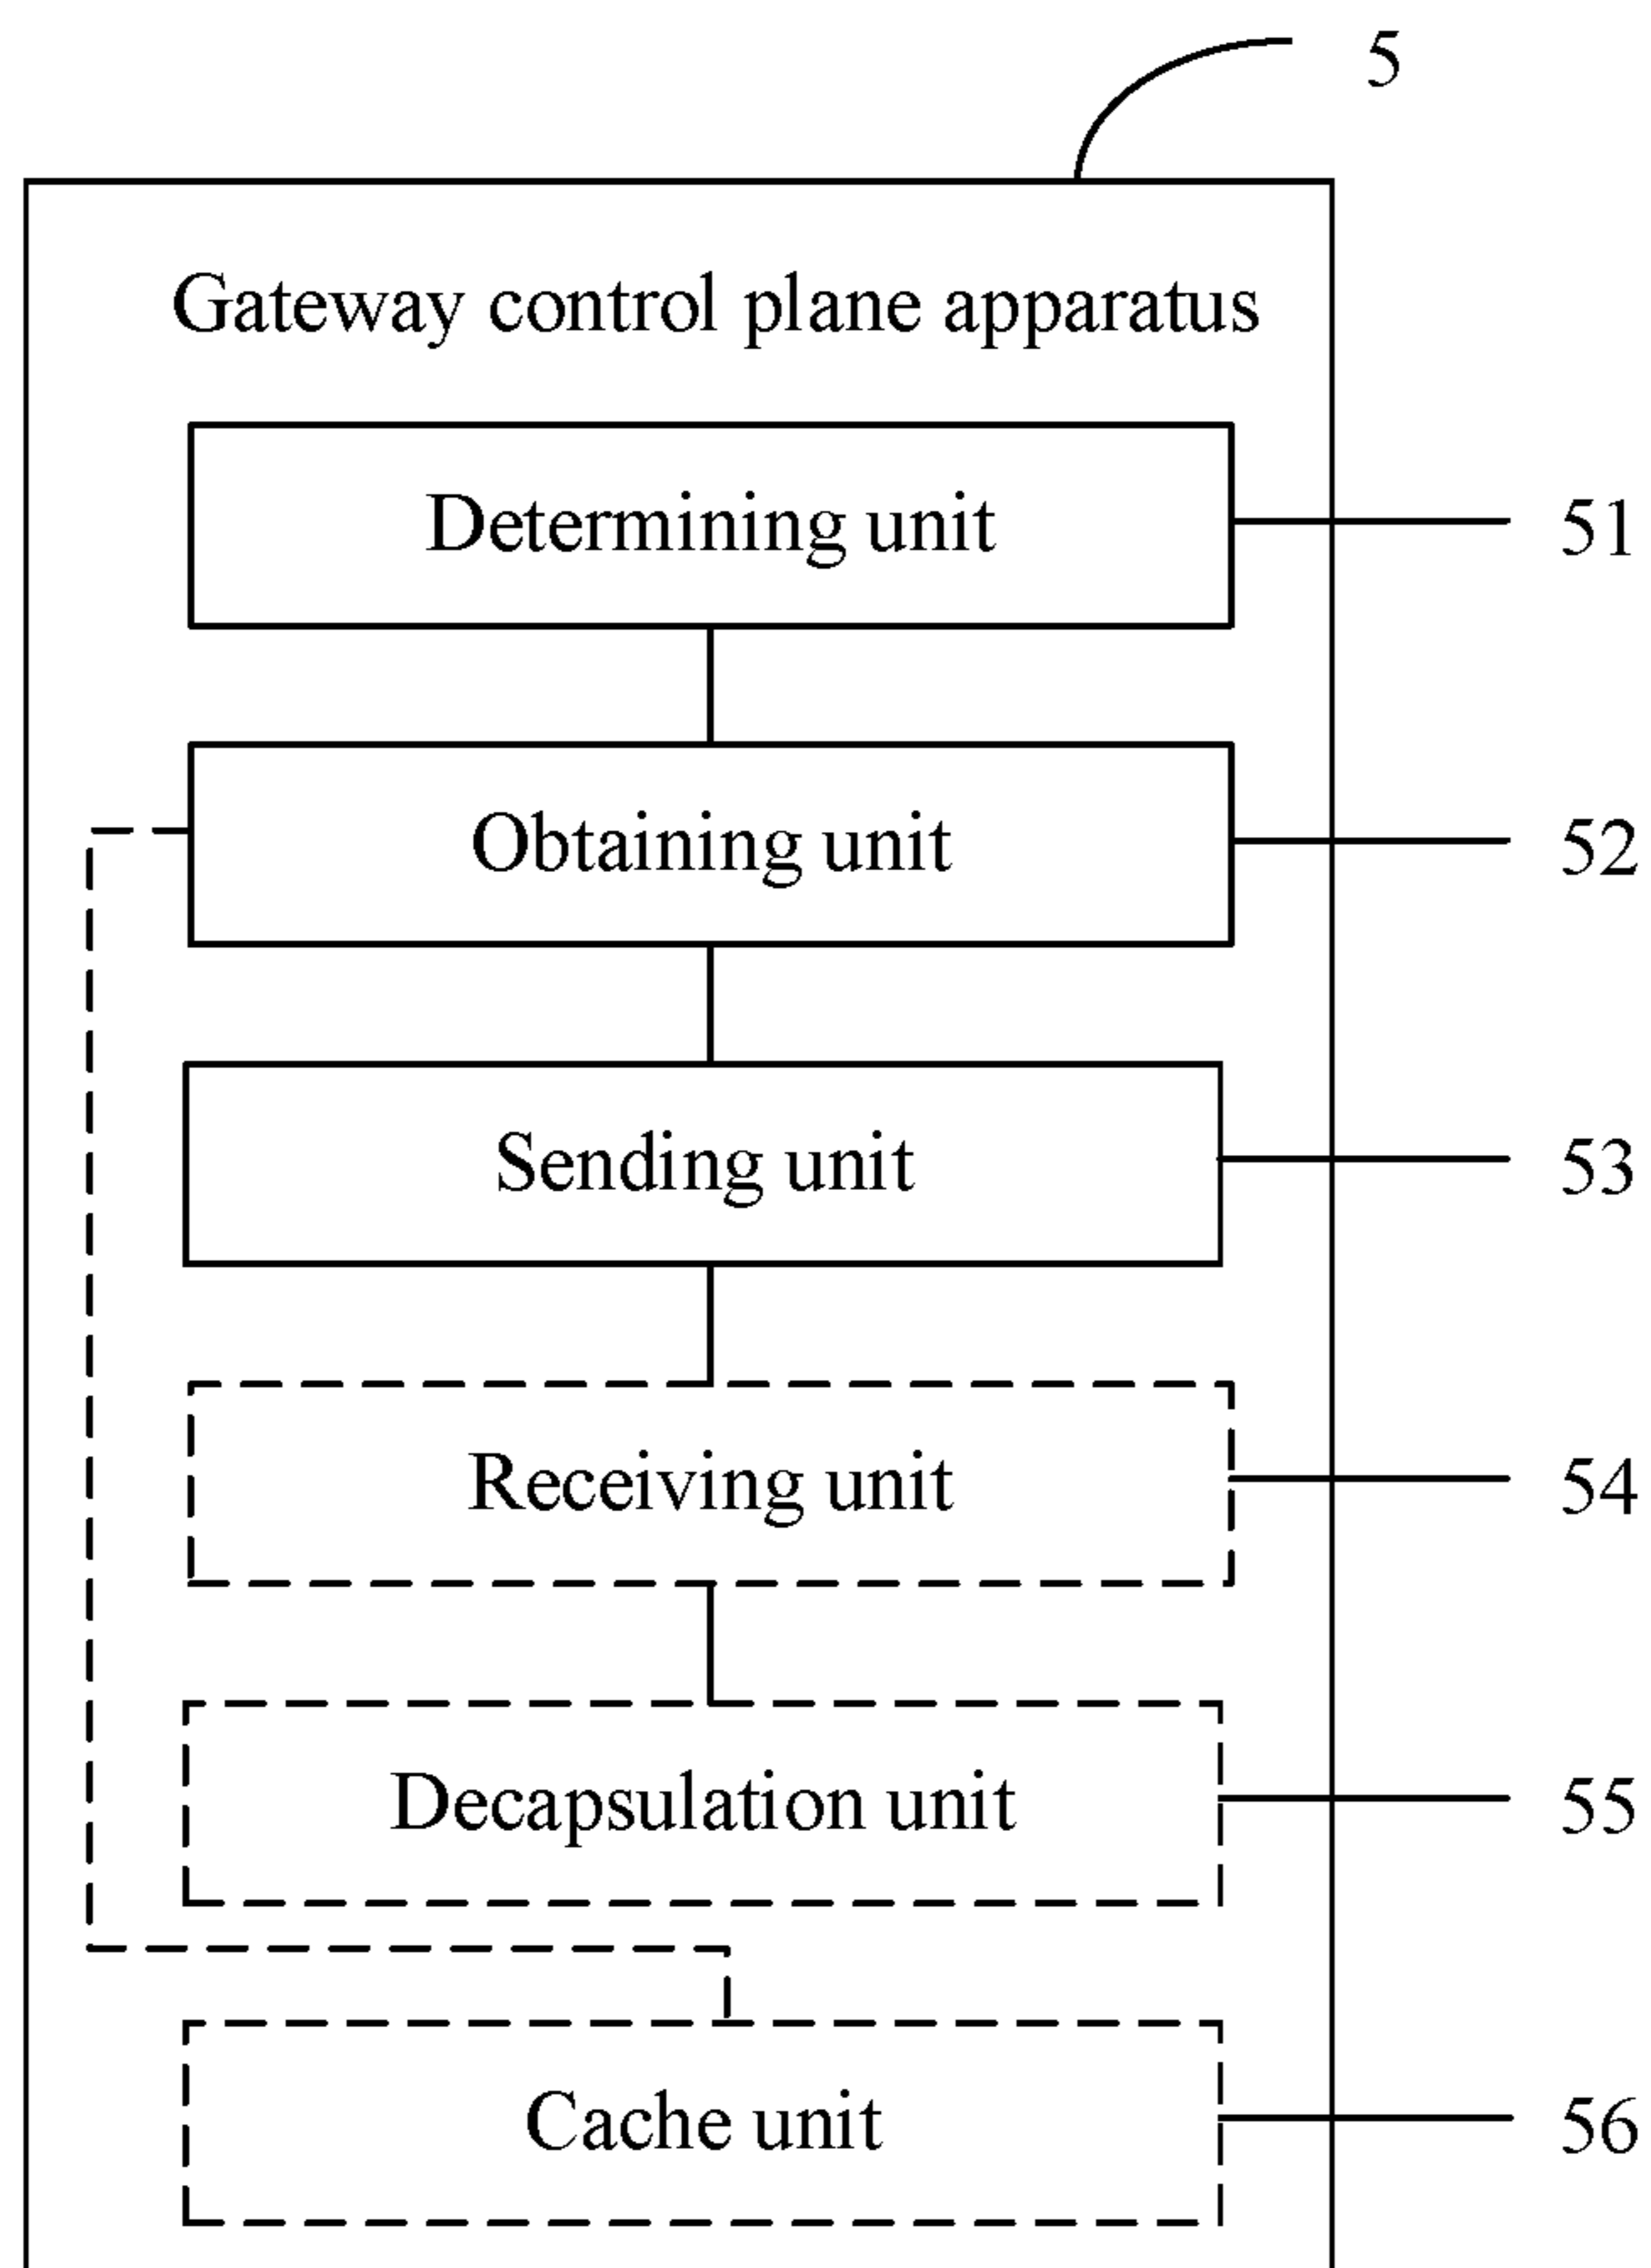 5
Gateway control plane apparatus
Determining unit
51
Obtaining unit
52
Sending unit
53
Receiving unit
54
Decapsulation unit
55
Cache unit
56